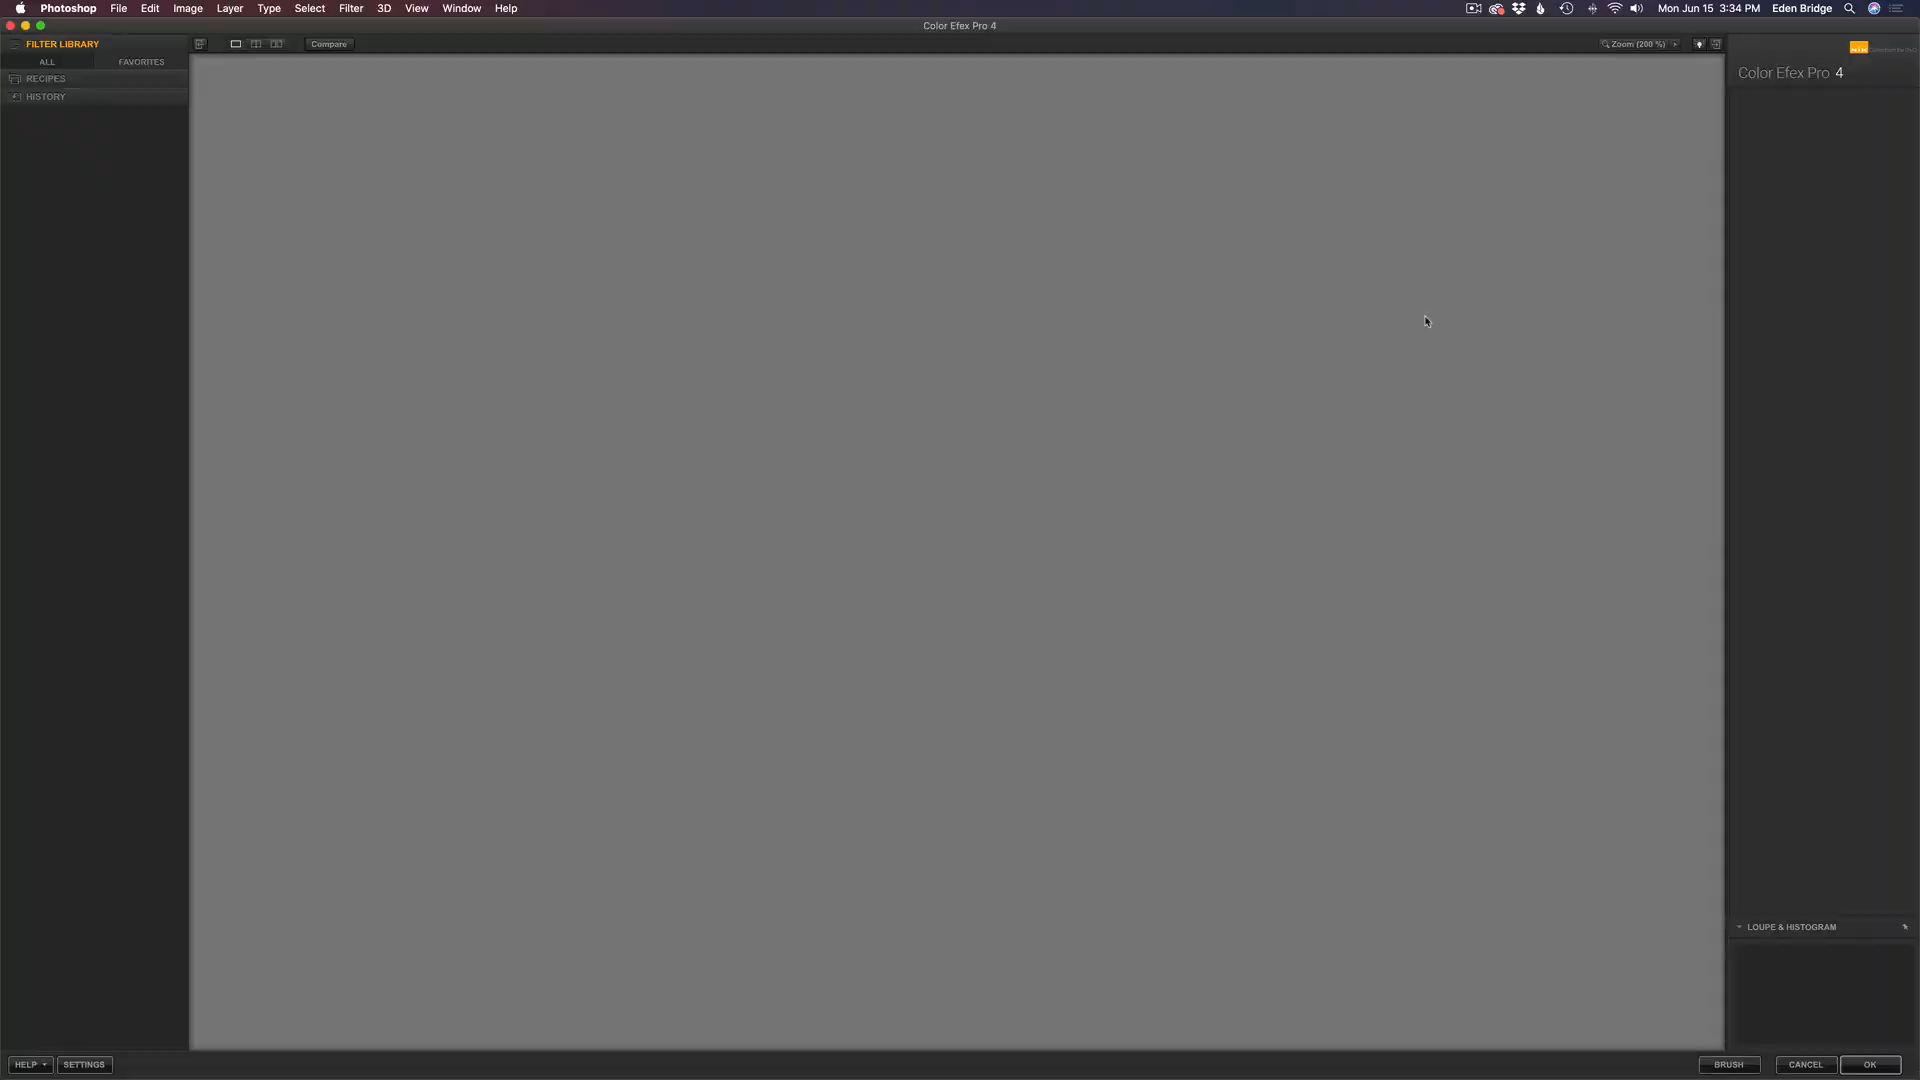 Photoshop File Edit Image Layer Type Select Filter 3D View Window Help Mon Jun 15 3:34 PM Eden Bridge
Color Efex Pro 4
FILTER LIBRARY
Compare
Zoom (200 %)
ALL FAVORITES
Color Efex Pro 4
RECIPES
HISTORY
LOUPE & HISTOGRAM
HELP SETTINGS BRUSH CANCEL OK